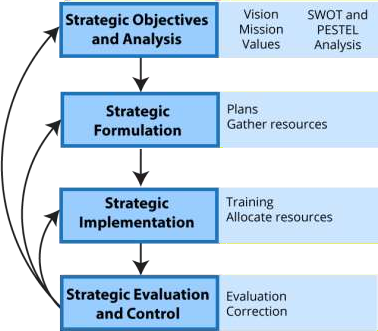 Strategic Objectives
and Analysis
Vision
Mission
Values
SWOT and
PESTEL
Analysis
Strategic
Formulation
Plans
Gather resources
Strategic
Implementation
Training
Allocate resources
Strategic Evaluation
and Control
Evaluation
Correction